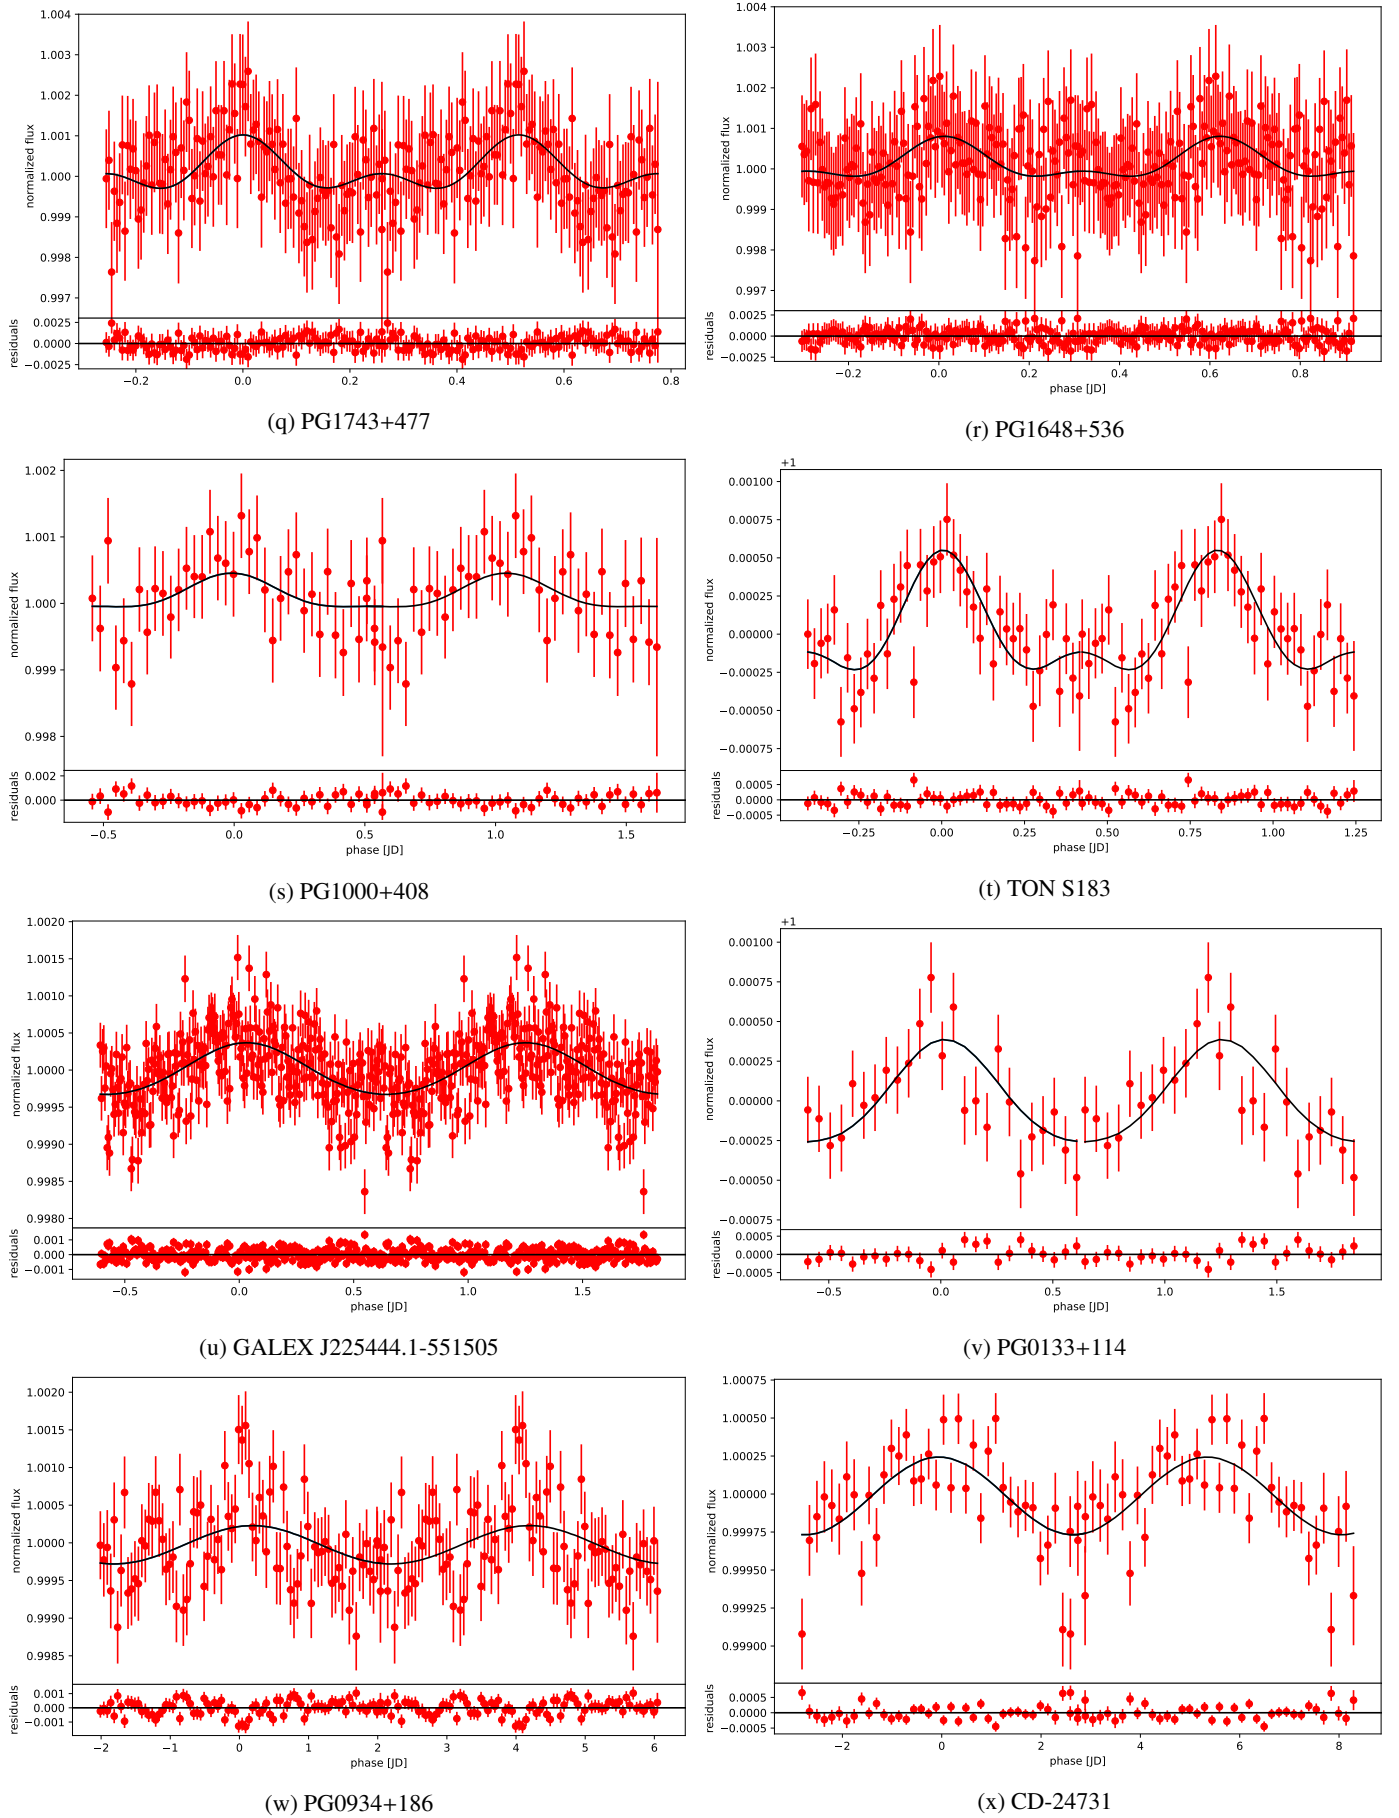 1.004
1.003
1.002
1.001
1.000
0.999
0.998
0.997
normalized flux
0.0025
0.0000
−0.0025
residuals
−0.2 0.0 0.2 0.4 0.6 0.8
(q) PG1743+477
1.004
1.003
1.002
1.001
1.000
0.999
0.998
0.997
normalized flux
0.0025
0.0000
−0.0025
residuals
−0.2 0.0 0.2 0.4 0.6 0.8
phase [JD]
(r) PG1648+536
1.002
1.001
1.000
0.999
0.998
normalized flux
0.002
0.000
residuals
−0.5 0.0 0.5 1.0 1.5
phase [JD]
(s) PG1000+408
+1
0.00100
0.00075
0.00050
0.00025
0.00000
−0.00025
−0.00050
−0.00075
normalized flux
0.0005
0.0000
−0.0005
residuals
−0.25 0.00 0.25 0.50 0.75 1.00 1.25
phase [JD]
(t) TON S183
1.0020
1.0015
1.0010
1.0005
1.0000
0.9995
0.9990
0.9985
0.9980
normalized flux
0.001
0.000
−0.001
residuals
−0.5 0.0 0.5 1.0 1.5
phase [JD]
(u) GALEX J225444.1-551505
+1
0.00100
0.00075
0.00050
0.00025
0.00000
−0.00025
−0.00050
−0.00075
normalized flux
0.0005
0.0000
−0.0005
residuals
−0.5 0.0 0.5 1.0 1.5
phase [JD]
(v) PG0133+114
1.0020
1.0015
1.0010
1.0005
1.0000
0.9995
0.9990
0.9985
normalized flux
0.001
0.000
−0.001
residuals
−2 −1 0 1 2 3 4 5 6
phase [JD]
(w) PG0934+186
1.00075
1.00050
1.00025
1.00000
0.99975
0.99950
0.99925
0.99900
normalized flux
0.0005
0.0000
−0.0005
residuals
−2 0 2 4 6 8
phase [JD]
(x) CD-24731